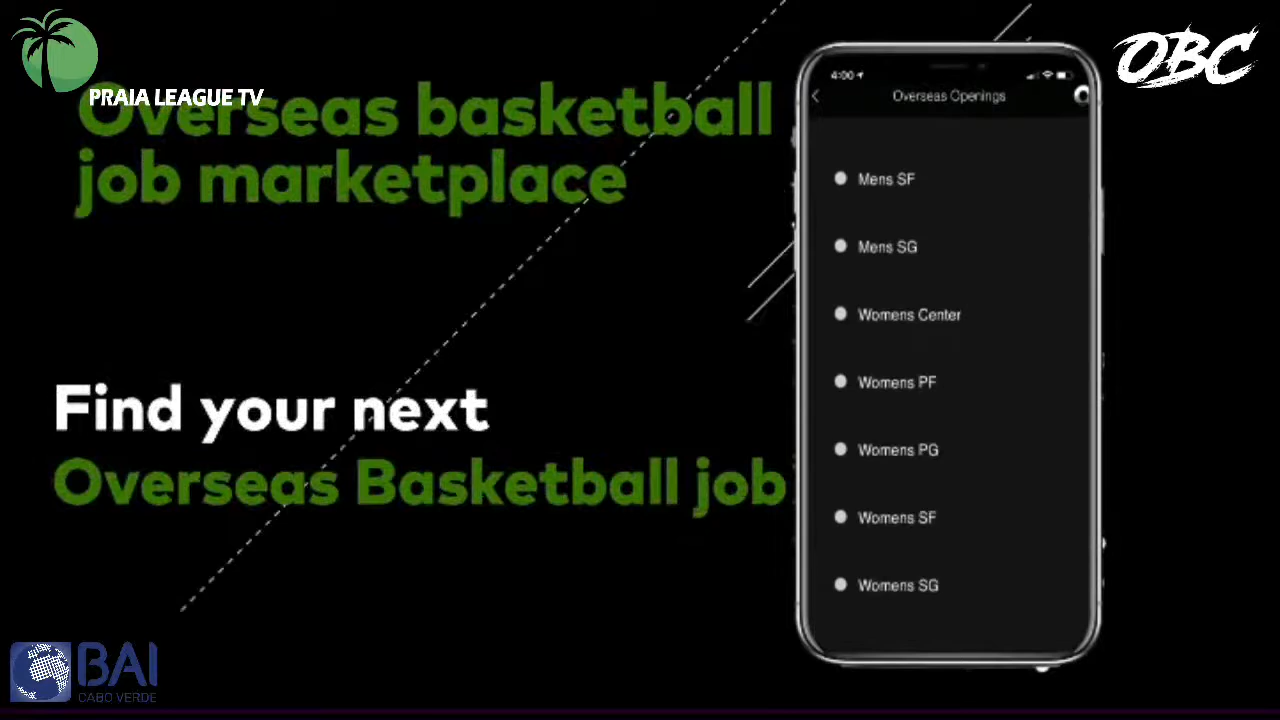 PRAIA LEAGUE TV
OBC
Overseas basketball
job marketplace
Find your next
Overseas Basketball job
4:00
Overseas Openings
Mens SF
Mens SG
Womens Center
Womens PF
Womens PG
Womens SF
Womens SG
BAI
CABO VERDE